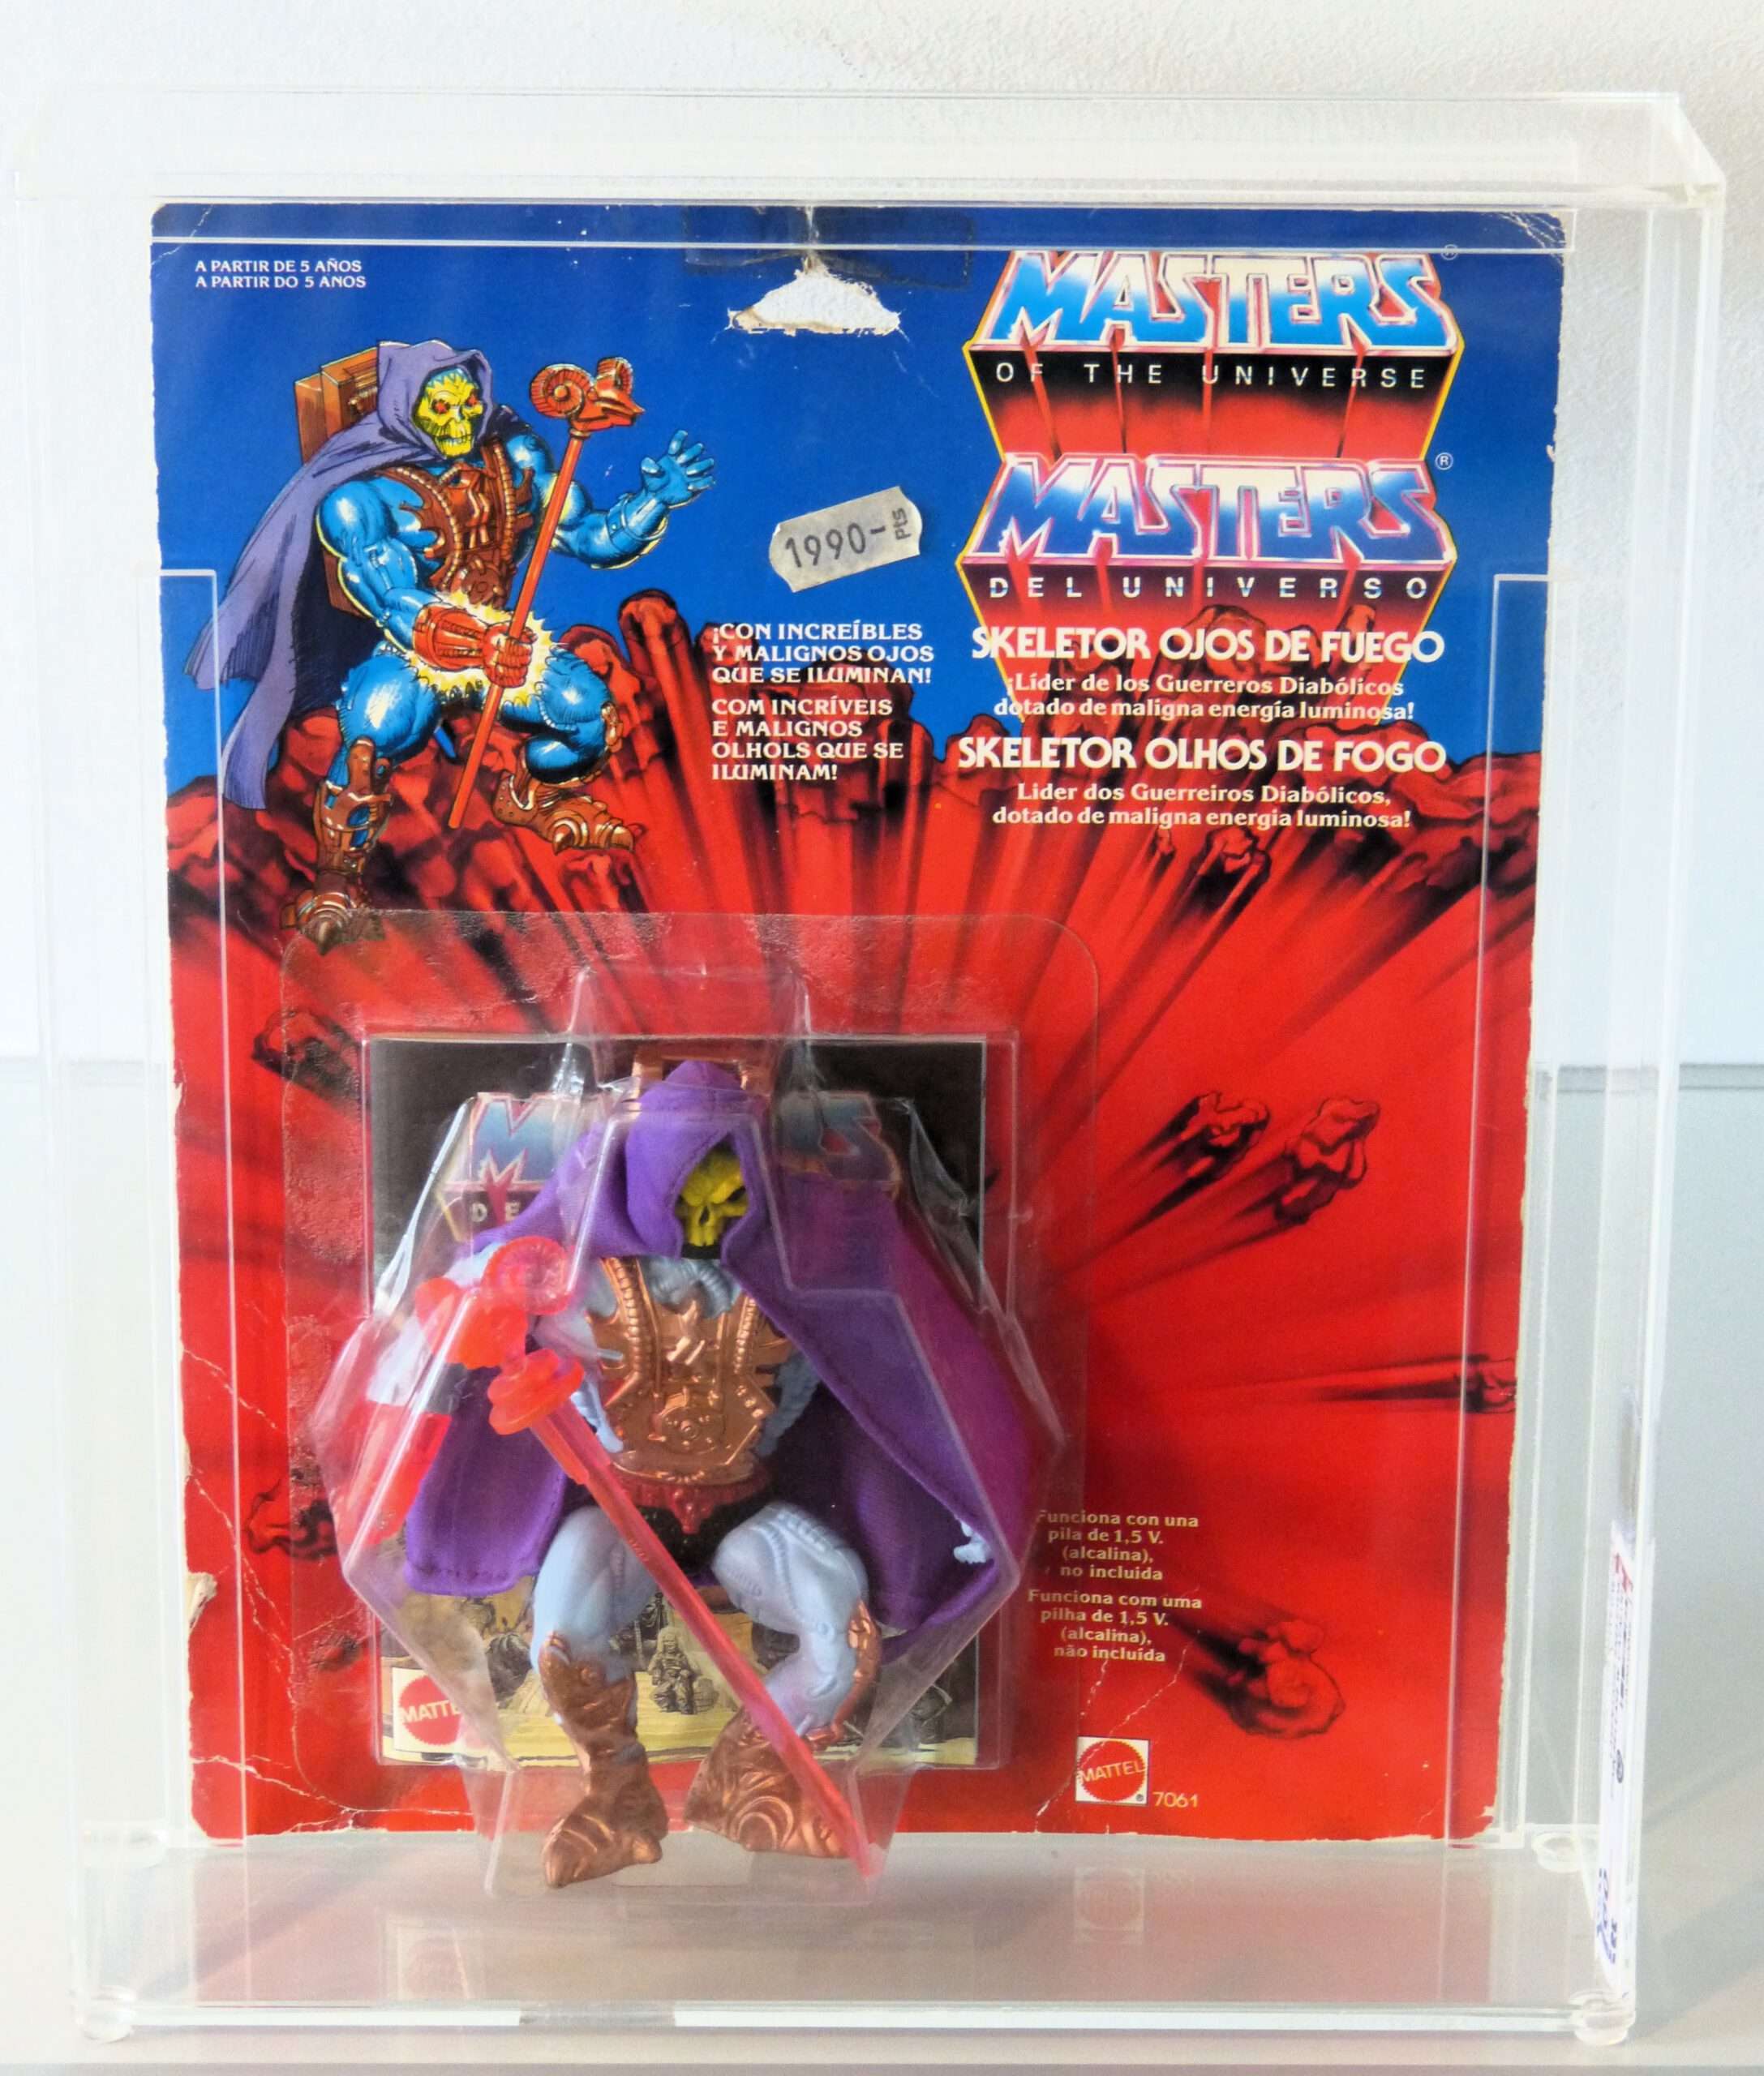 A PARTIR DE 5 AÑOS
A PARTIR DO 5 ANOS
MASTERS ®
OF THE UNIVERSE
MASTERS ®
DEL UNIVERSO
1990- Pts
¡CON INCREÍBLES
Y MALIGNOS OJOS
QUE SE ILUMINAN!
COM INCRÍVEIS
E MALIGNOS
OLHOLS QUE SE
ILUMINAM!
SKELETOR OJOS DE FUEGO
¡Líder de los Guerreros Diabólicos
dotado de maligna energía luminosa!
SKELETOR OLHOS DE FOGO
Lider dos Guerreiros Diabólicos,
dotado de maligna energia luminosa!
M S
DE
Funciona con una
pila de 1,5 V.
(alcalina),
no incluida
Funciona com uma
pilha de 1,5 V.
(alcalina),
não incluída
MATTEL
MATTEL ®
7061